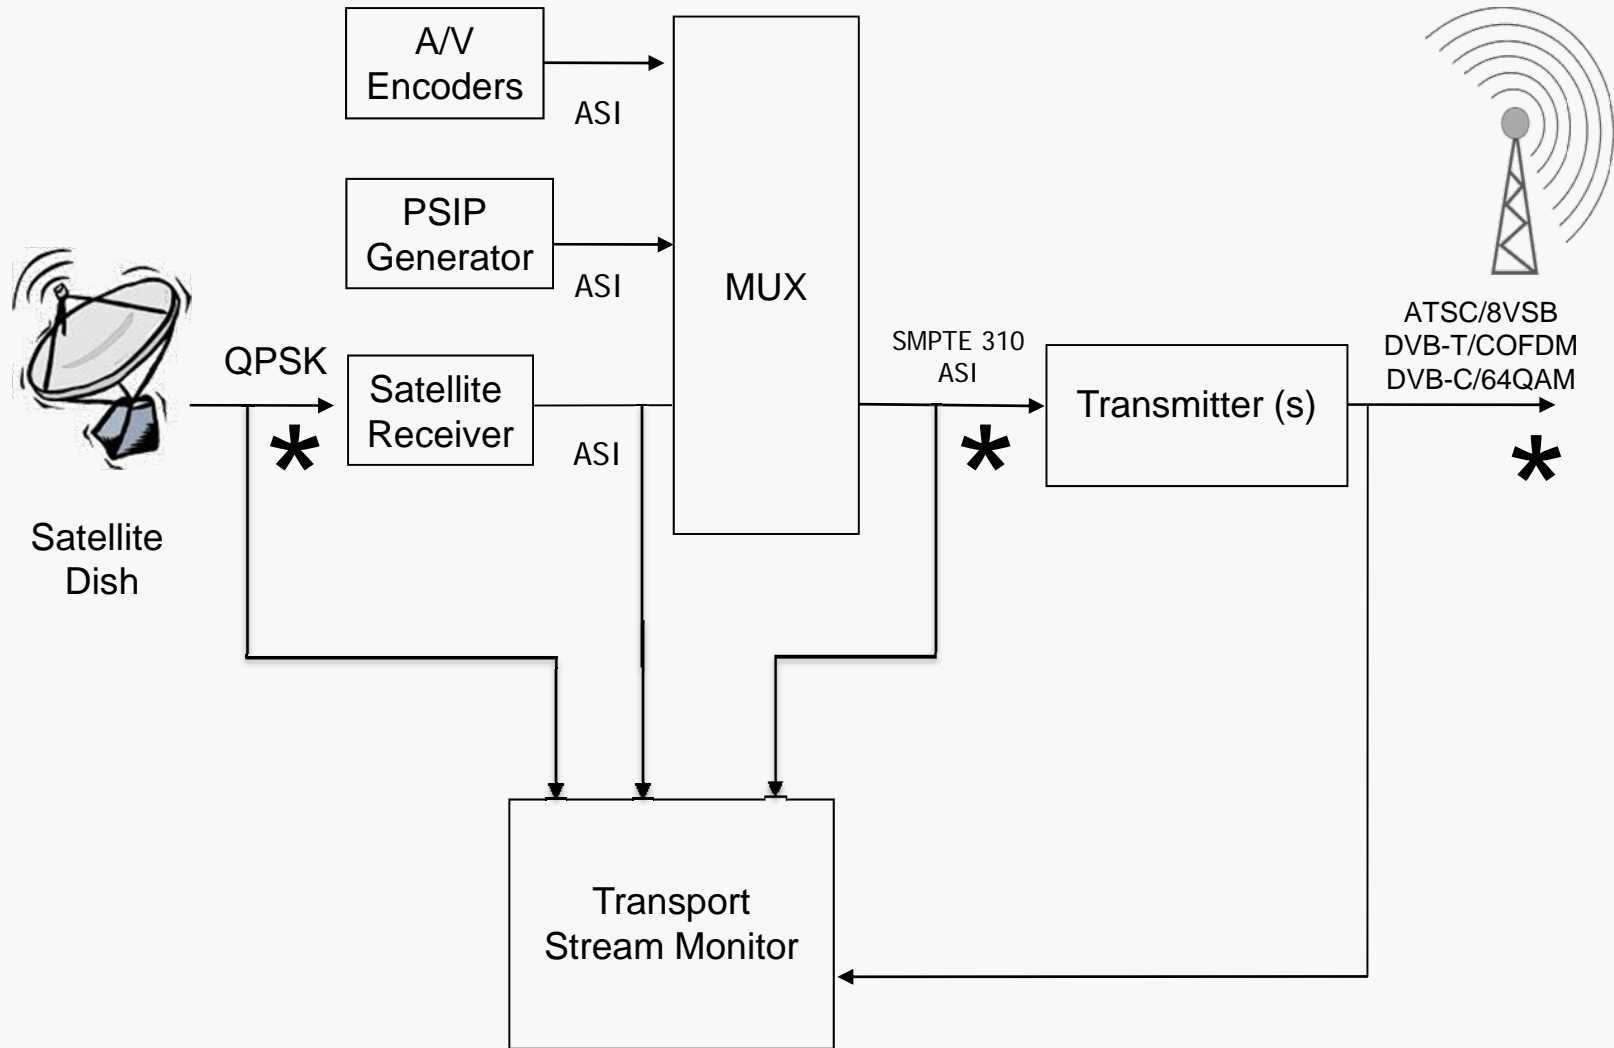 A/V
Encoders
ASI
PSIP
Generator
ASI
MUX
QPSK
*
Satellite
Receiver
ASI
SMPTE 310
ASI
*
Transmitter (s)
ATSC/8VSB
DVB-T/COFDM
DVB-C/64QAM
*
Satellite
Dish
Transport
Stream Monitor